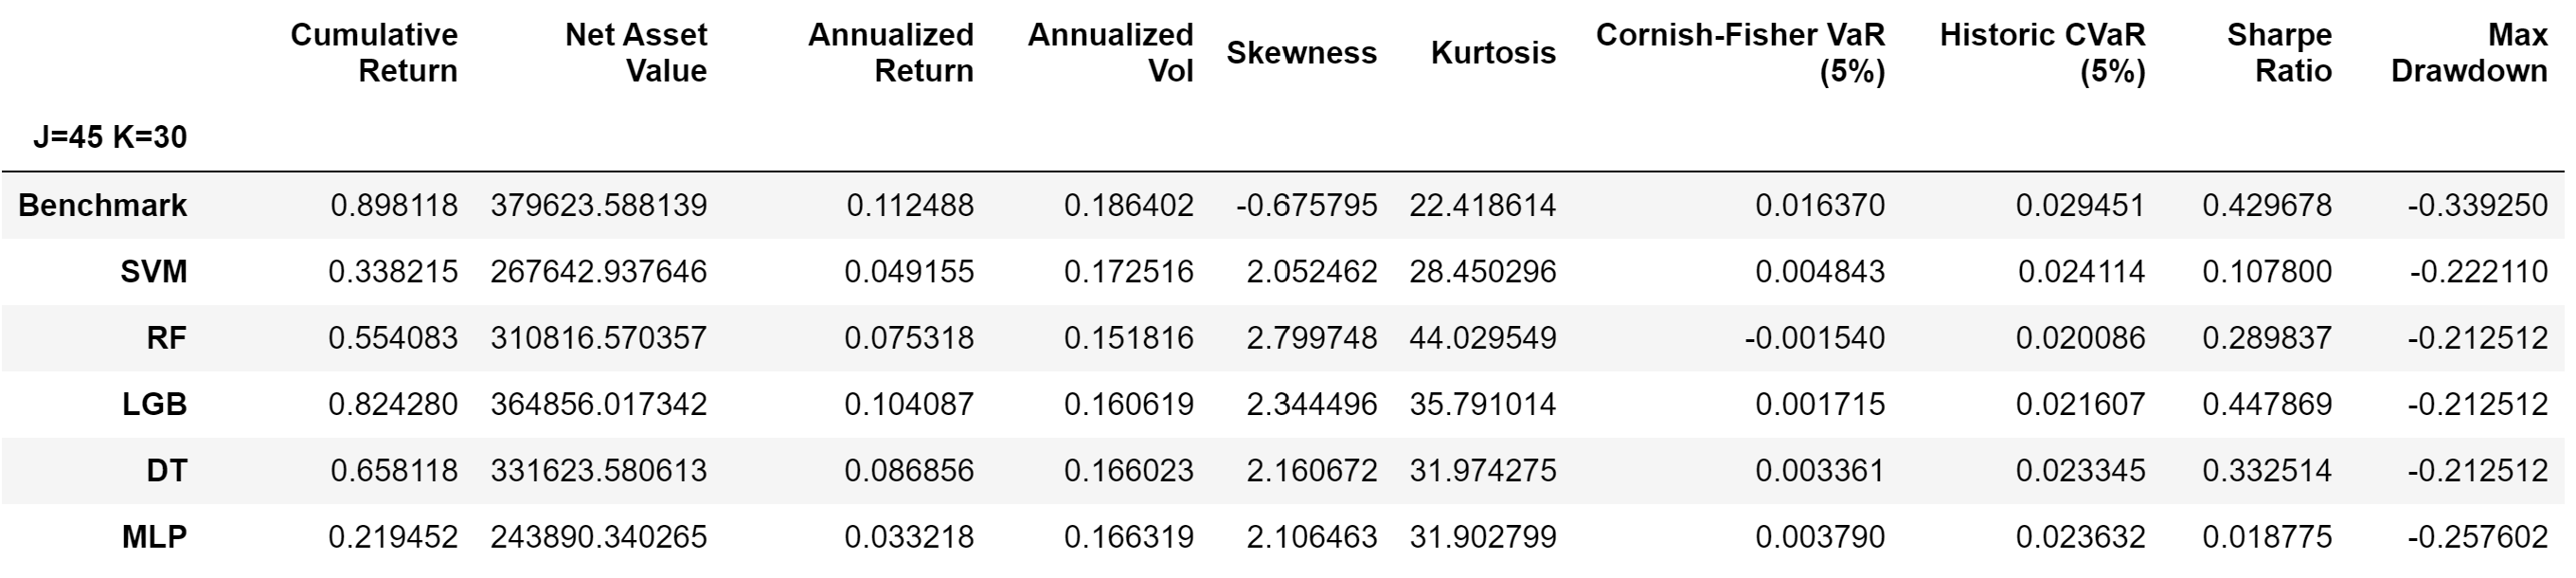 Cumulative Return Net Asset Value Annualized Return Annualized Vol Skewness Kurtosis Cornish-Fisher VaR (5%) Historic CVaR (5%) Sharpe Ratio Max Drawdown
J=45 K=30
Benchmark 0.898118 379623.588139 0.112488 0.186402 -0.675795 22.418614 0.016370 0.029451 0.429678 -0.339250
SVM 0.338215 267642.937646 0.049155 0.172516 2.052462 28.450296 0.004843 0.024114 0.107800 -0.222110
RF 0.554083 310816.570357 0.075318 0.151816 2.799748 44.029549 -0.001540 0.020086 0.289837 -0.212512
LGB 0.824280 364856.017342 0.104087 0.160619 2.344496 35.791014 0.001715 0.021607 0.447869 -0.212512
DT 0.658118 331623.580613 0.086856 0.166023 2.160672 31.974275 0.003361 0.023345 0.332514 -0.212512
MLP 0.219452 243890.340265 0.033218 0.166319 2.106463 31.902799 0.003790 0.023632 0.018775 -0.257602